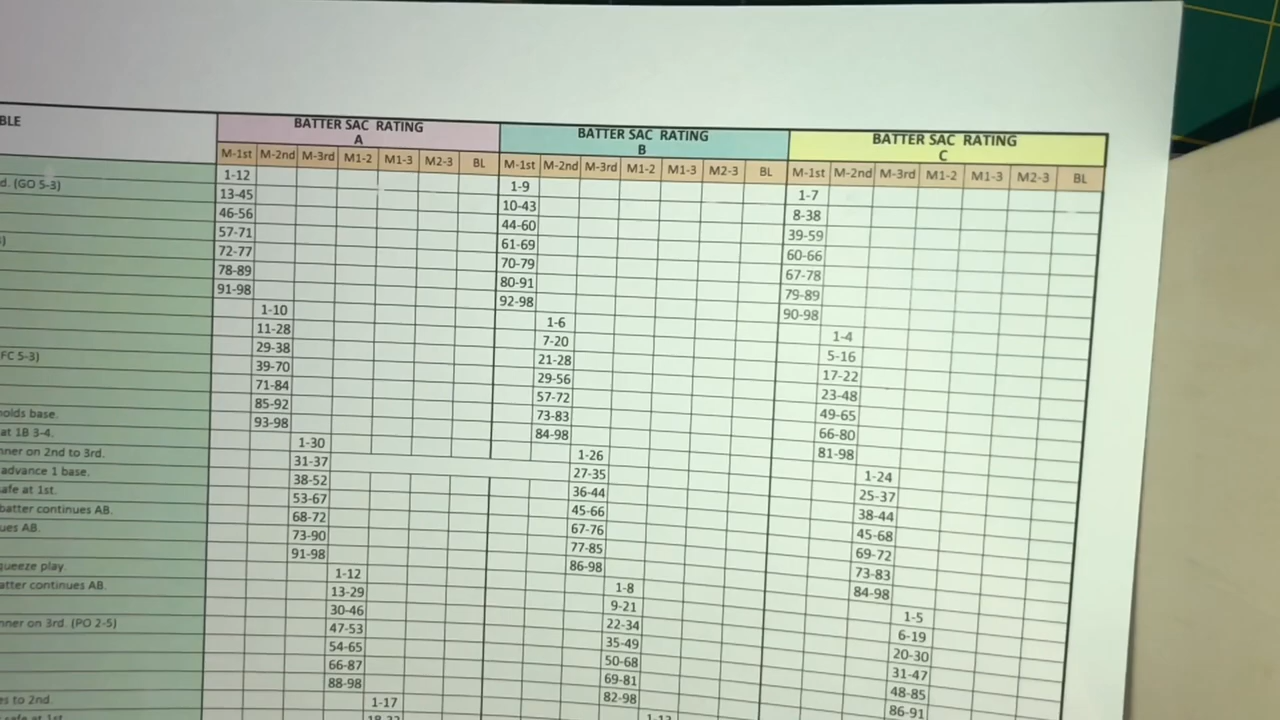 BLE BATTER SAC RATING A BATTER SAC RATING B BATTER SAC RATING C
M-1st M-2nd M-3rd M1-2 M1-3 M2-3 BL M-1st M-2nd M-3rd M1-2 M1-3 M2-3 BL M-1st M-2nd M-3rd M1-2 M1-3 M2-3 BL
1-12 1-9 1-7
d. (GO 5-3) 13-45 10-43 8-38
46-56 44-60 39-59
57-71 61-69 60-66
) 72-77 70-79 67-78
78-89 80-91 79-89
91-98 92-98 90-98
1-10 1-6 1-4
11-28 7-20 5-16
29-38 21-28 17-22
FC 5-3) 39-70 29-56 23-48
71-84 57-72 49-65
85-92 73-83 66-80
holds base. 93-98 84-98 81-98
at 1B 3-4. 1-30 1-26 1-24
nner on 2nd to 3rd. 31-37 27-35 25-37
advance 1 base. 38-52 36-44 38-44
afe at 1st. 53-67 45-66 45-68
batter continues AB. 68-72 67-76 69-72
ues AB. 73-90 77-85 73-83
91-98 86-98 84-98
queeze play. 1-12 1-8 1-5
atter continues AB. 13-29 9-21 6-19
30-46 22-34 20-30
nner on 3rd. (PO 2-5) 47-53 35-49 31-47
54-65 50-68 48-85
66-87 69-81 86-91
88-98 82-98
es to 2nd. 1-17
safe at 1st